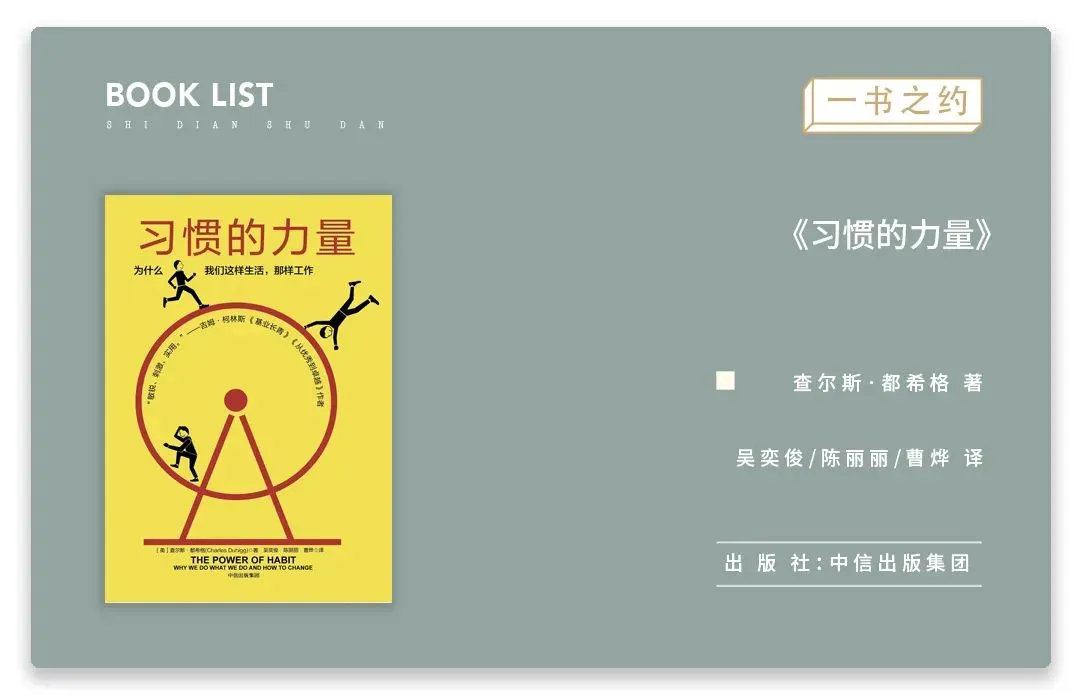 BOOK LIST
SHI DIAN SHU DAN
一书之约
习惯的力量
为什么 我们这样生活，那样工作
“敏锐、刺激、实用。”——吉姆·柯林斯《基业长青》《从优秀到卓越》作者
[美]查尔斯·都希格(Charles Duhigg)◎著 吴奕俊 陈丽丽 曹烨◎译
THE POWER OF HABIT
WHY WE DO WHAT WE DO AND HOW TO CHANGE
中信出版集团
《习惯的力量》
查尔斯·都希格 著
吴奕俊/陈丽丽/曹烨 译
出版社:中信出版集团